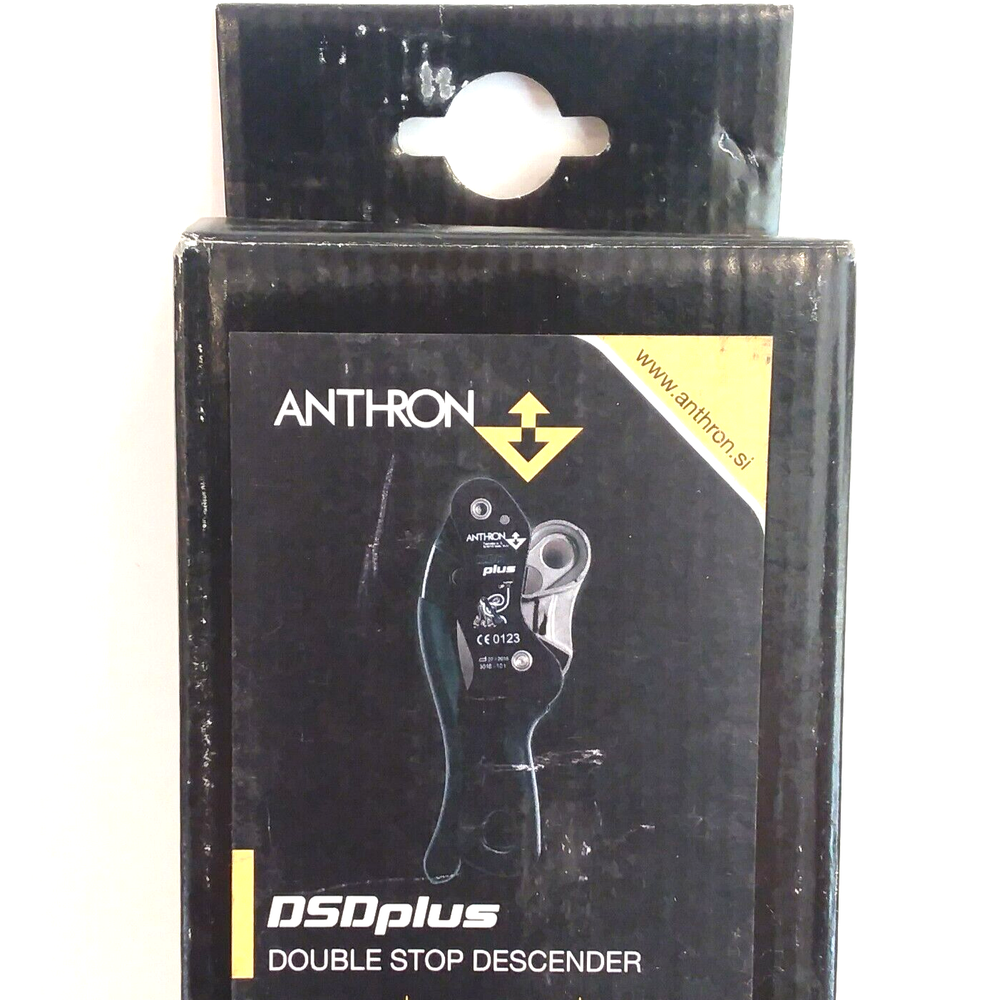 www.anthron.si
ANTHRON
ANTHRON
plus
CE 0123
DSDplus
DOUBLE STOP DESCENDER